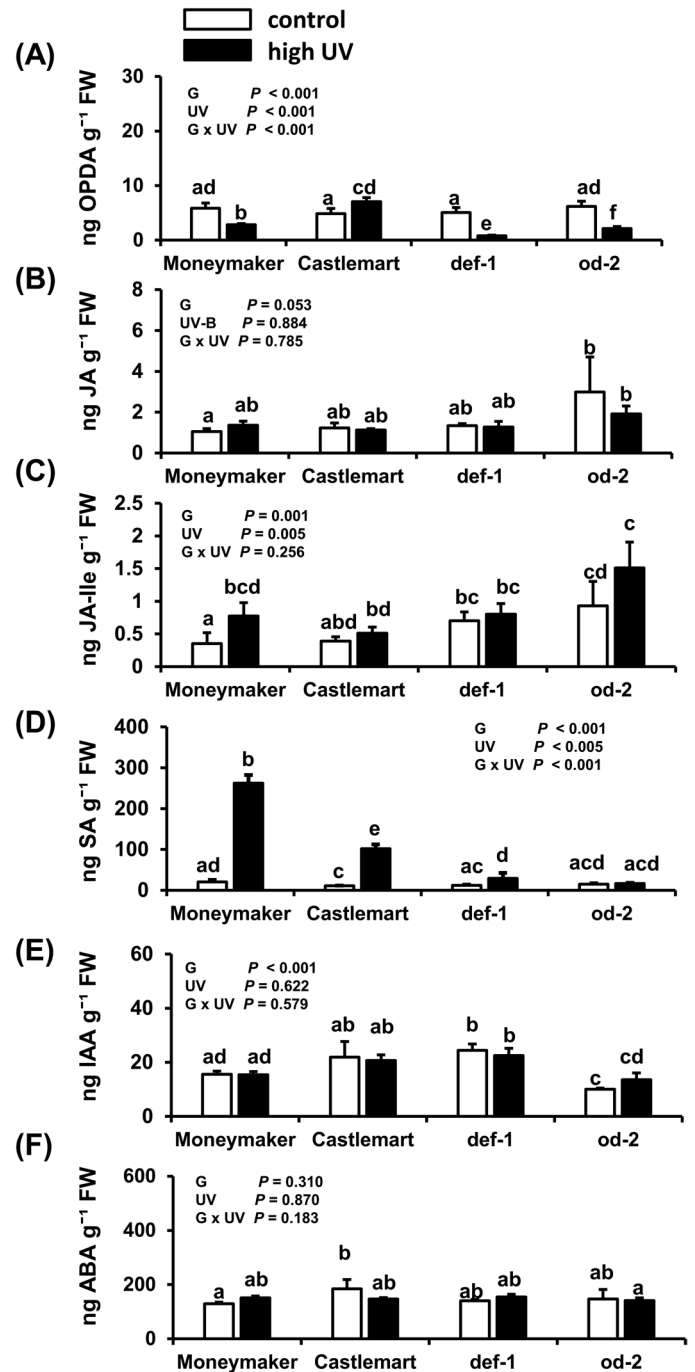 control
high UV
(A)
ng OPDA g⁻¹ FW
30
20
10
0
G P < 0.001
UV P < 0.001
G x UV P < 0.001
ad b a cd a e ad f
Moneymaker Castlemart def-1 od-2
(B)
ng JA g⁻¹ FW
8
6
4
2
0
G P = 0.053
UV-B P = 0.884
G x UV P = 0.785
a ab ab ab ab ab b b
Moneymaker Castlemart def-1 od-2
(C)
ng JA-Ile g⁻¹ FW
2.5
2
1.5
1
0.5
0
G P = 0.001
UV P = 0.005
G x UV P = 0.256
a bcd abd bd bc bc cd c
Moneymaker Castlemart def-1 od-2
(D)
ng SA g⁻¹ FW
400
300
200
100
0
G P < 0.001
UV P < 0.005
G x UV P < 0.001
ad b c e ac d acd acd
Moneymaker Castlemart def-1 od-2
(E)
ng IAA g⁻¹ FW
60
40
20
0
G P < 0.001
UV P = 0.622
G x UV P = 0.579
ad ad ab ab b b c cd
Moneymaker Castlemart def-1 od-2
(F)
ng ABA g⁻¹ FW
600
400
200
0
G P = 0.310
UV P = 0.870
G x UV P = 0.183
a ab b ab ab ab ab a
Moneymaker Castlemart def-1 od-2